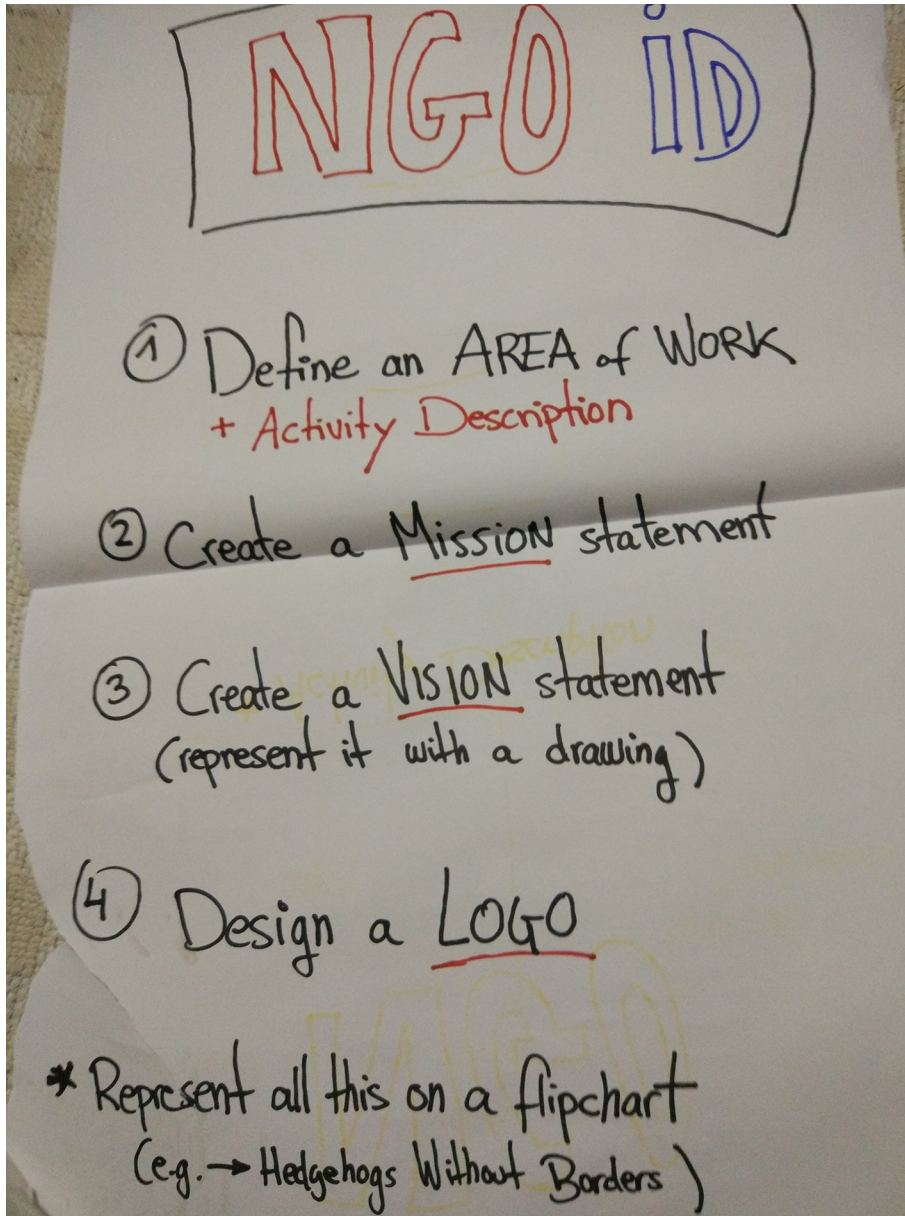 NGO iD
① Define an AREA of WORK
+ Activity Description
② Create a MISSION statement
③ Create a VISION statement
(represent it with a drawing)
④ Design a LOGO
* Represent all this on a flipchart
(e.g. → Hedgehogs Without Borders)